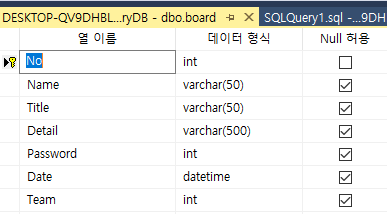 DESKTOP-QV9DHBL...ryDB - dbo.board SQLQuery1.sql -...9DH
열 이름 데이터 형식 Null 허용
No int
Name varchar(50)
Title varchar(50)
Detail varchar(500)
Password int
Date datetime
Team int